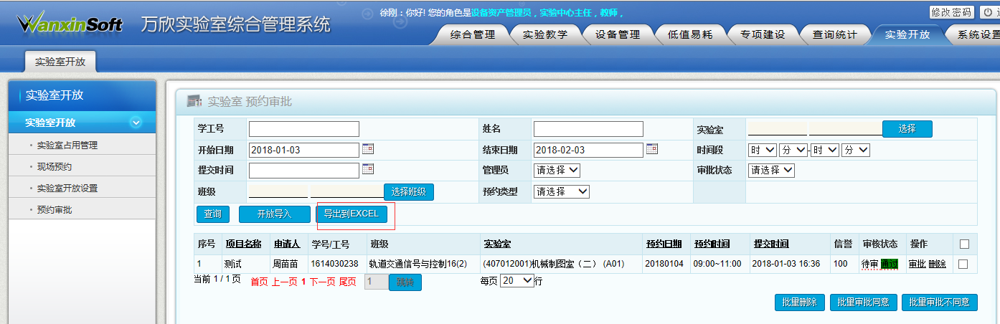 徐刚：你好! 您的角色是设备资产管理员，实验中心主任，教师，
修改密码
WanxinSoft 万欣实验室综合管理系统
综合管理 实验教学 设备管理 低值易耗 专项建设 查询统计 实验开放 系统设置
实验室开放
实验室开放
实验室开放
实验室占用管理
现场预约
实验室开放设置
预约审批
实验室 预约审批
学工号 姓名 实验室 选择
开始日期 2018-01-03 结束日期 2018-02-03 时间段 时 分 - 时 分
提交时间 管理员 请选择 审批状态 请选择
班级 选择班级 预约类型 请选择
查询 开放导入 导出到EXCEL
序号 项目名称 申请人 学号/工号 班级 实验室 预约日期 预约时间 提交时间 信誉 审核状态 操作
1 测试 周苗苗 1614030238 轨道交通信号与控制16(2) (407012001)机械制图室（二） (A01) 20180104 09:00~11:00 2018-01-03 16:36 100 待审 通过 审批 删除
当前 1 / 1 页 首页 上一页 1 下一页 尾页 1 跳转 每页 20 行
批量删除 批量审批同意 批量审批不同意